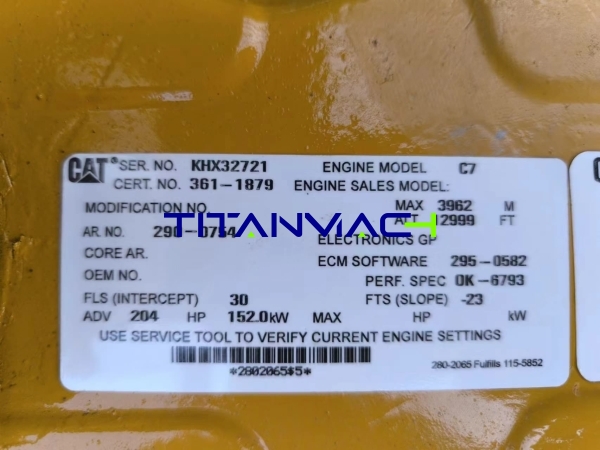 CAT SER. NO. KHX32721 ENGINE MODEL C7
CERT. NO. 361-1879 ENGINE SALES MODEL:
MODIFICATION NO. MAX ALT 3962 M
12999 FT
TITANMACH
AR. NO. 290-0754 ELECTRONICS GP
CORE AR. ECM SOFTWARE 295-0582
OEM NO. PERF. SPEC 0K-6793
FLS (INTERCEPT) 30 FTS (SLOPE) -23
ADV 204 HP 152.0kW MAX HP kW
USE SERVICE TOOL TO VERIFY CURRENT ENGINE SETTINGS
*2802065$5*
280-2065 Fulfills 115-5852